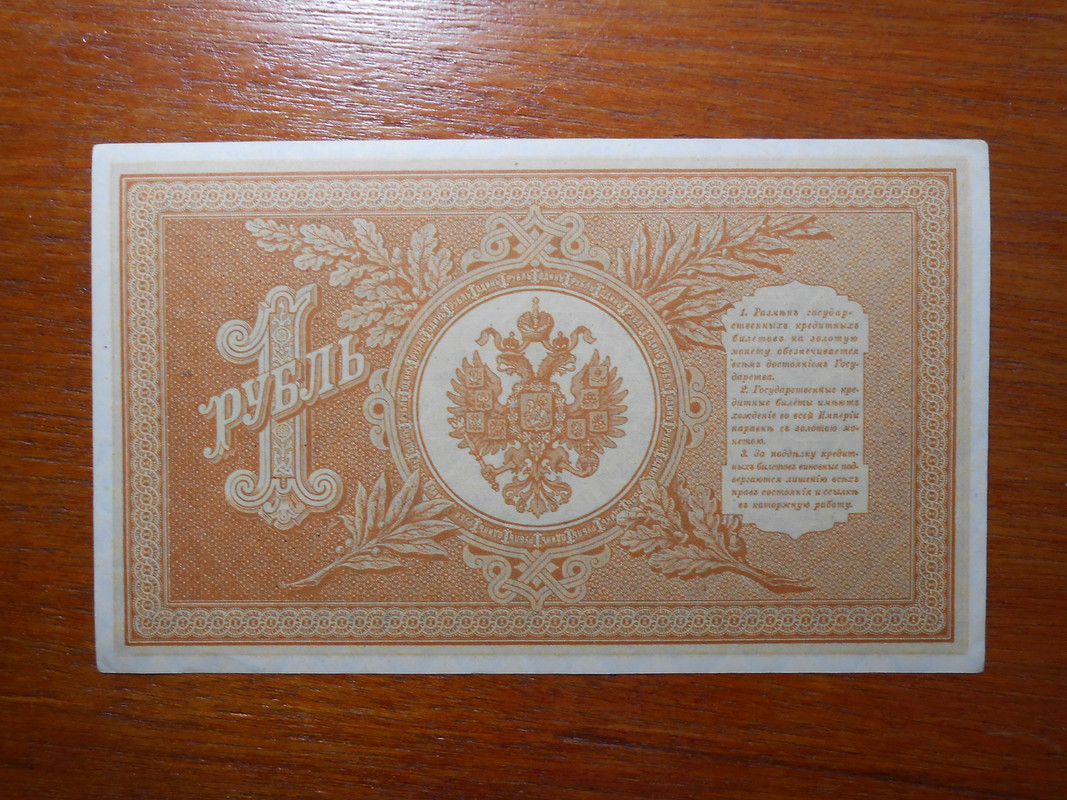 1
РУБЛЬ
1. Размѣнъ государ-
ственныхъ кредитныхъ
билетовъ на золотую
монету обезпечивается
всѣмъ достояніемъ Госу-
дарства.
2. Государственные кре-
дитные билеты имѣютъ
хожденіе во всей Имперіи
наравнѣ съ золотою мо-
нетою.
3. За поддѣлку кредит-
ныхъ билетовъ виновные под-
вергаются лишенію всѣхъ
правъ состоянія и ссылкѣ
въ каторжную работу.